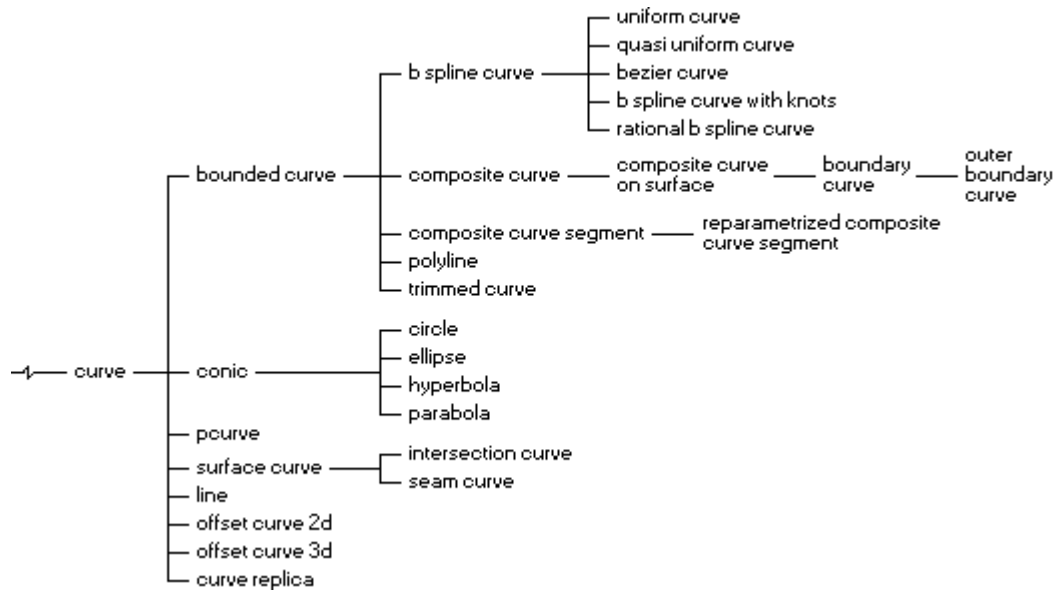 uniform curve
quasi uniform curve
b spline curve
bezier curve
b spline curve with knots
rational b spline curve
bounded curve
composite curve
composite curve
on surface
boundary
curve
outer
boundary
curve
composite curve segment
reparametrized composite
curve segment
polyline
trimmed curve
circle
ellipse
curve
conic
hyperbola
parabola
pcurve
surface curve
intersection curve
seam curve
line
offset curve 2d
offset curve 3d
curve replica